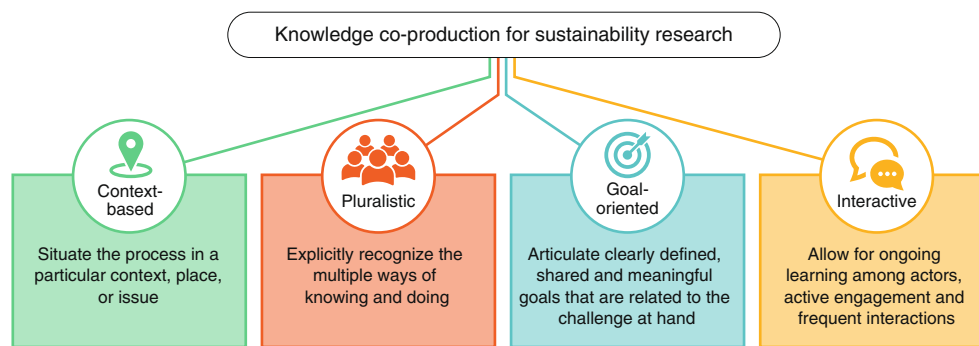 Knowledge co-production for sustainability research
Context-
based
Situate the process in a
particular context, place,
or issue
Pluralistic
Explicitly recognize the
multiple ways of
knowing and doing
Goal-
oriented
Articulate clearly defined,
shared and meaningful
goals that are related to the
challenge at hand
Interactive
Allow for ongoing
learning among actors,
active engagement and
frequent interactions